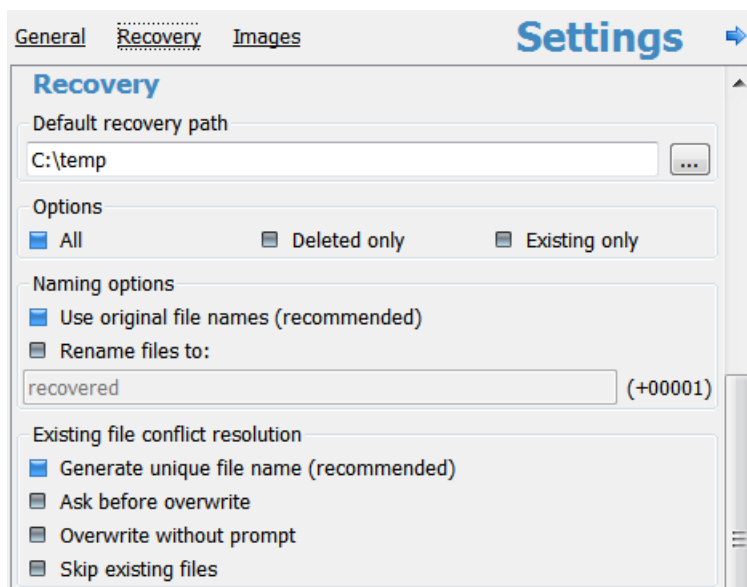 General Recovery Images Settings
Recovery
Default recovery path
C:\temp ...
Options
All Deleted only Existing only
Naming options
Use original file names (recommended)
Rename files to:
recovered (+00001)
Existing file conflict resolution
Generate unique file name (recommended)
Ask before overwrite
Overwrite without prompt
Skip existing files